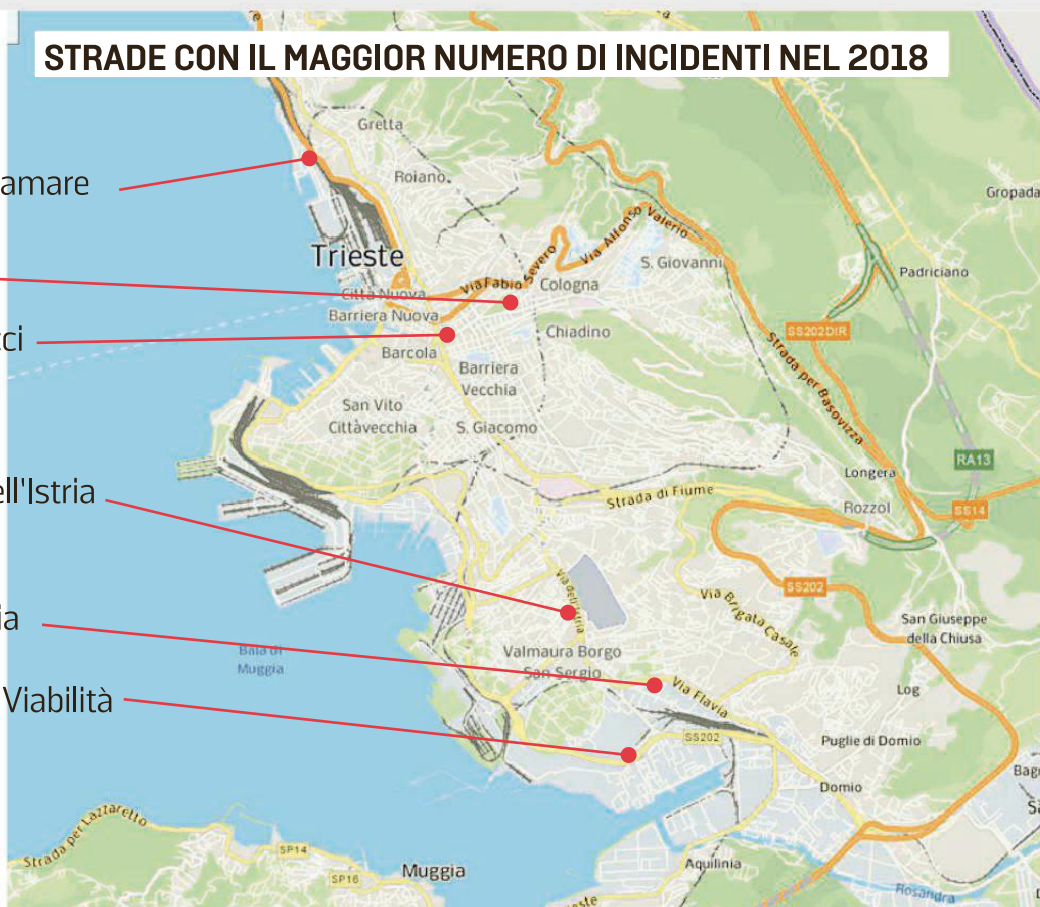 STRADE CON IL MAGGIOR NUMERO DI INCIDENTI NEL 2018
Gretta
amare
Roiano
Gropada
Trieste
Via Alfonso Valerio
S. Giovanni
Padriciano
Via Fabio Severo
Cologna
Città Nuova
Barriera Nuova
cci
Chiadino
SS202DIR
Barcola
Barriera
Vecchia
Strada per Basovizza
San Vito
Cittàvecchia
S. Giacomo
RA13
Longera
ell'Istria
Strada di Fiume
Rozzol
SS14
SS202
Via dell'Istria
Via Brigata Casale
ia
San Giuseppe
della Chiusa
Baia di
Muggia
Valmaura Borgo
San Sergio
Via Flavia
Log
Viabilità
SS202
Puglie di Domio
Bag
Domio
Strada per Lazzaretto
SP14
SP16
Muggia
Aquilinia
Rosandra
este